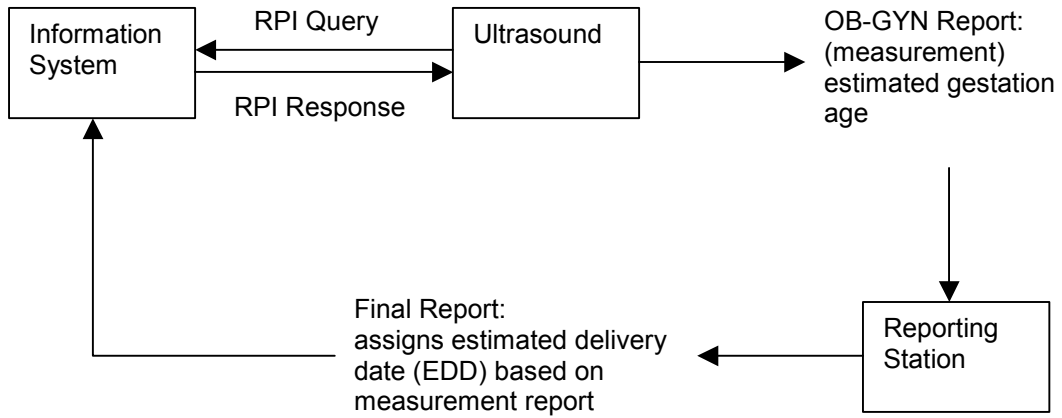 Information
System
RPI Query
RPI Response
Ultrasound
OB-GYN Report:
(measurement)
estimated gestation
age
Reporting
Station
Final Report:
assigns estimated delivery
date (EDD) based on
measurement report